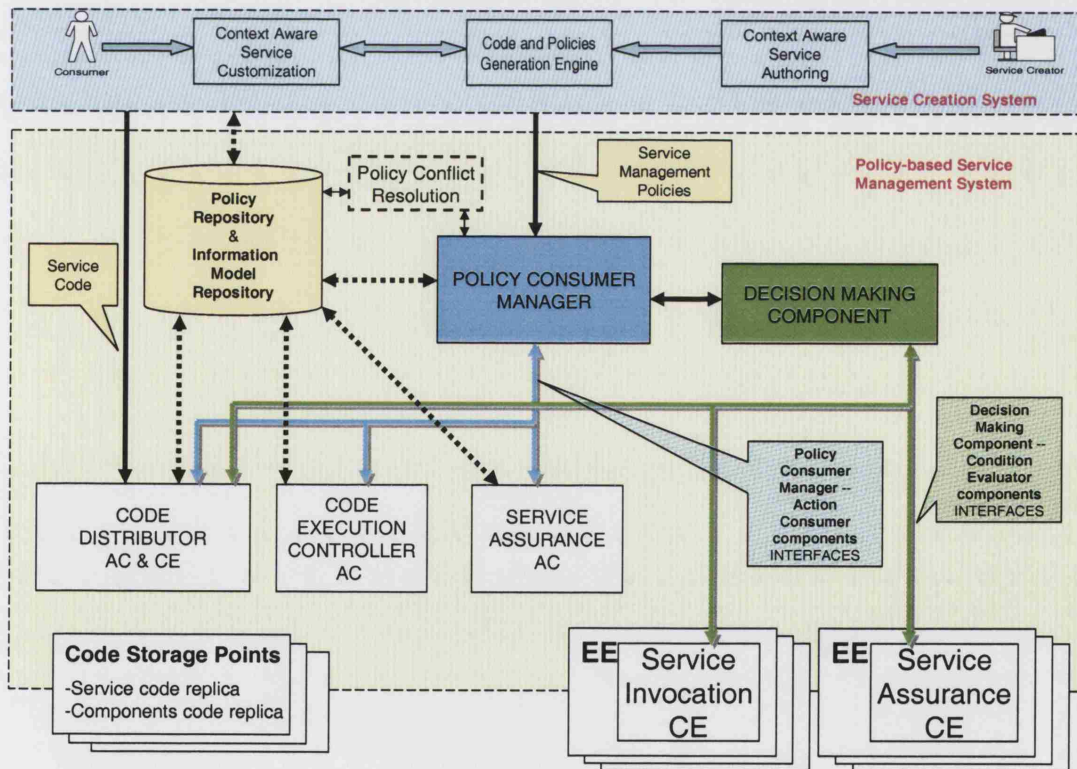 Consumer
Context Aware
Service
Customization
Code and Policies
Generation Engine
Context Aware
Service
Authoring
Service Creator
Service Creation System
Policy-based Service
Management System
Service
Management
Policies
Policy Conflict
Resolution
Policy
Repository
&
Information
Model
Repository
Service
Code
POLICY CONSUMER
MANAGER
DECISION MAKING
COMPONENT
Policy
Consumer
Manager --
Action
Consumer
components
INTERFACES
Decision
Making
Component --
Condition
Evaluator
components
INTERFACES
CODE
DISTRIBUTOR
AC & CE
CODE
EXECUTION
CONTROLLER
AC
SERVICE
ASSURANCE
AC
Code Storage Points
-Service code replica
-Components code replica
EE
Service
Invocation
CE
EE
Service
Assurance
CE